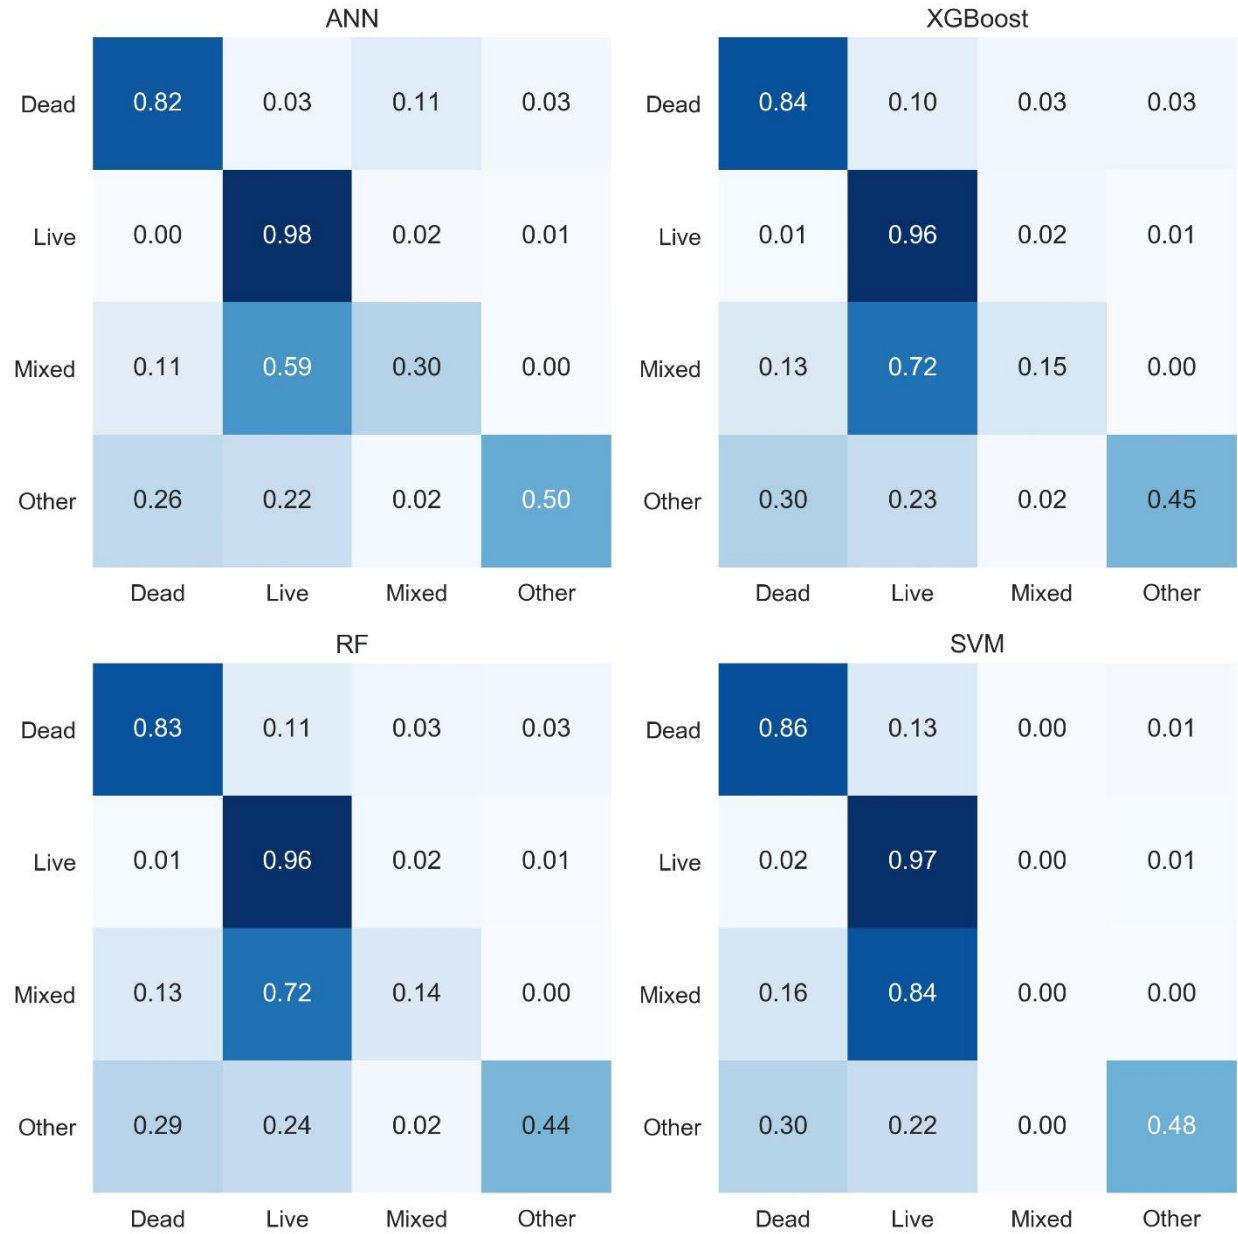 ANN
Dead 0.82 0.03 0.11 0.03
Live 0.00 0.98 0.02 0.01
Mixed 0.11 0.59 0.30 0.00
Other 0.26 0.22 0.02 0.50
Dead Live Mixed Other
XGBoost
Dead 0.84 0.10 0.03 0.03
Live 0.01 0.96 0.02 0.01
Mixed 0.13 0.72 0.15 0.00
Other 0.30 0.23 0.02 0.45
Dead Live Mixed Other
RF
Dead 0.83 0.11 0.03 0.03
Live 0.01 0.96 0.02 0.01
Mixed 0.13 0.72 0.14 0.00
Other 0.29 0.24 0.02 0.44
Dead Live Mixed Other
SVM
Dead 0.86 0.13 0.00 0.01
Live 0.02 0.97 0.00 0.01
Mixed 0.16 0.84 0.00 0.00
Other 0.30 0.22 0.00 0.48
Dead Live Mixed Other